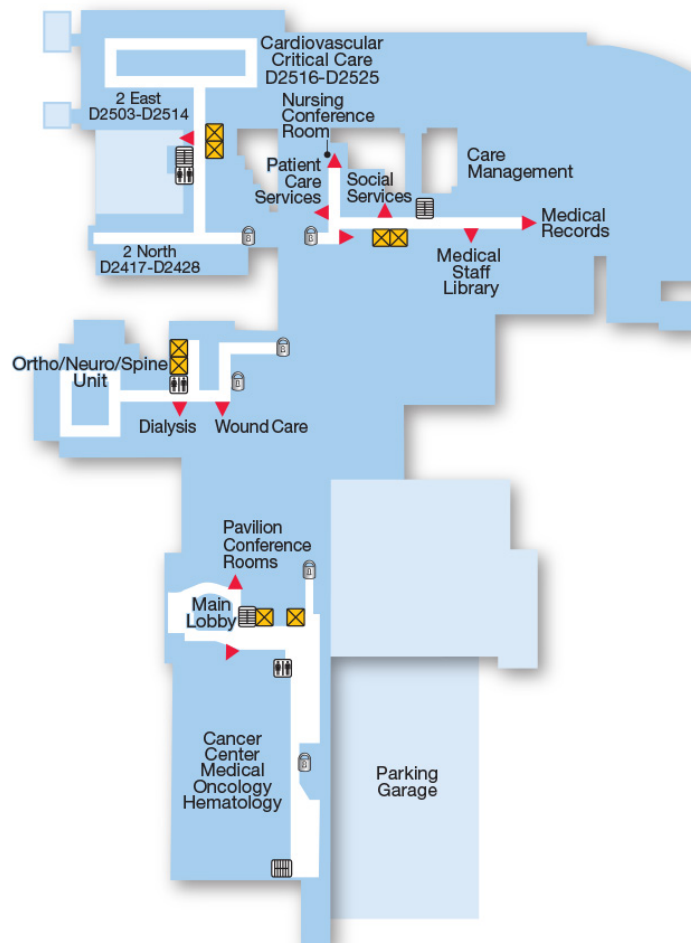 Cardiovascular
Critical Care
D2516-D2525
2 East
D2503-D2514
Nursing
Conference
Room
Patient
Care
Services
Social
Services
Care
Management
Medical
Records
2 North
D2417-D2428
Medical
Staff
Library
Ortho/Neuro/Spine
Unit
Dialysis
Wound Care
Pavilion
Conference
Rooms
Main
Lobby
Cancer
Center
Medical
Oncology
Hematology
Parking
Garage